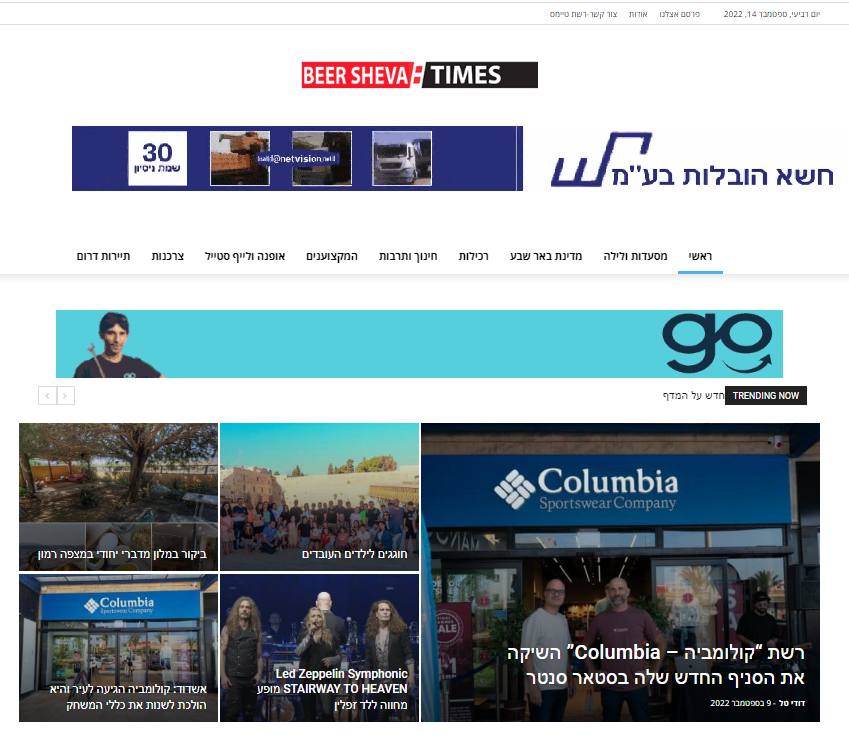 יום רביעי, ספטמבר 14, 2022 פרסם אצלנו אודות צור קשר-רשת טיימס
BEER SHEVA TIMES
30
שנות ניסיון
@netvision.net.il
חשא הובלות בע"מ
ראשי מסעדות ולילה מדינת באר שבע רכילות חינוך ותרבות המקצוענים אופנה ולייף סטייל צרכנות תיירות דרום
go
TRENDING NOW חדש על המדף
Columbia
Sportswear Company
SALE
רשת "קולומביה – Columbia" השיקה
את הסניף החדש שלה בסטאר סנטר
דודי טל - 9 בספטמבר 2022
חוגגים לילדים העובדים
ביקור במלון מדברי יחודי במצפה רמון
Led Zeppelin Symphonic
STAIRWAY TO HEAVEN מופע
מחווה ללד זפלין
Columbia
Sportswear Company
אשדוד: קולומביה הגיעה לעיר והיא
הולכת לשנות את כללי המשחק